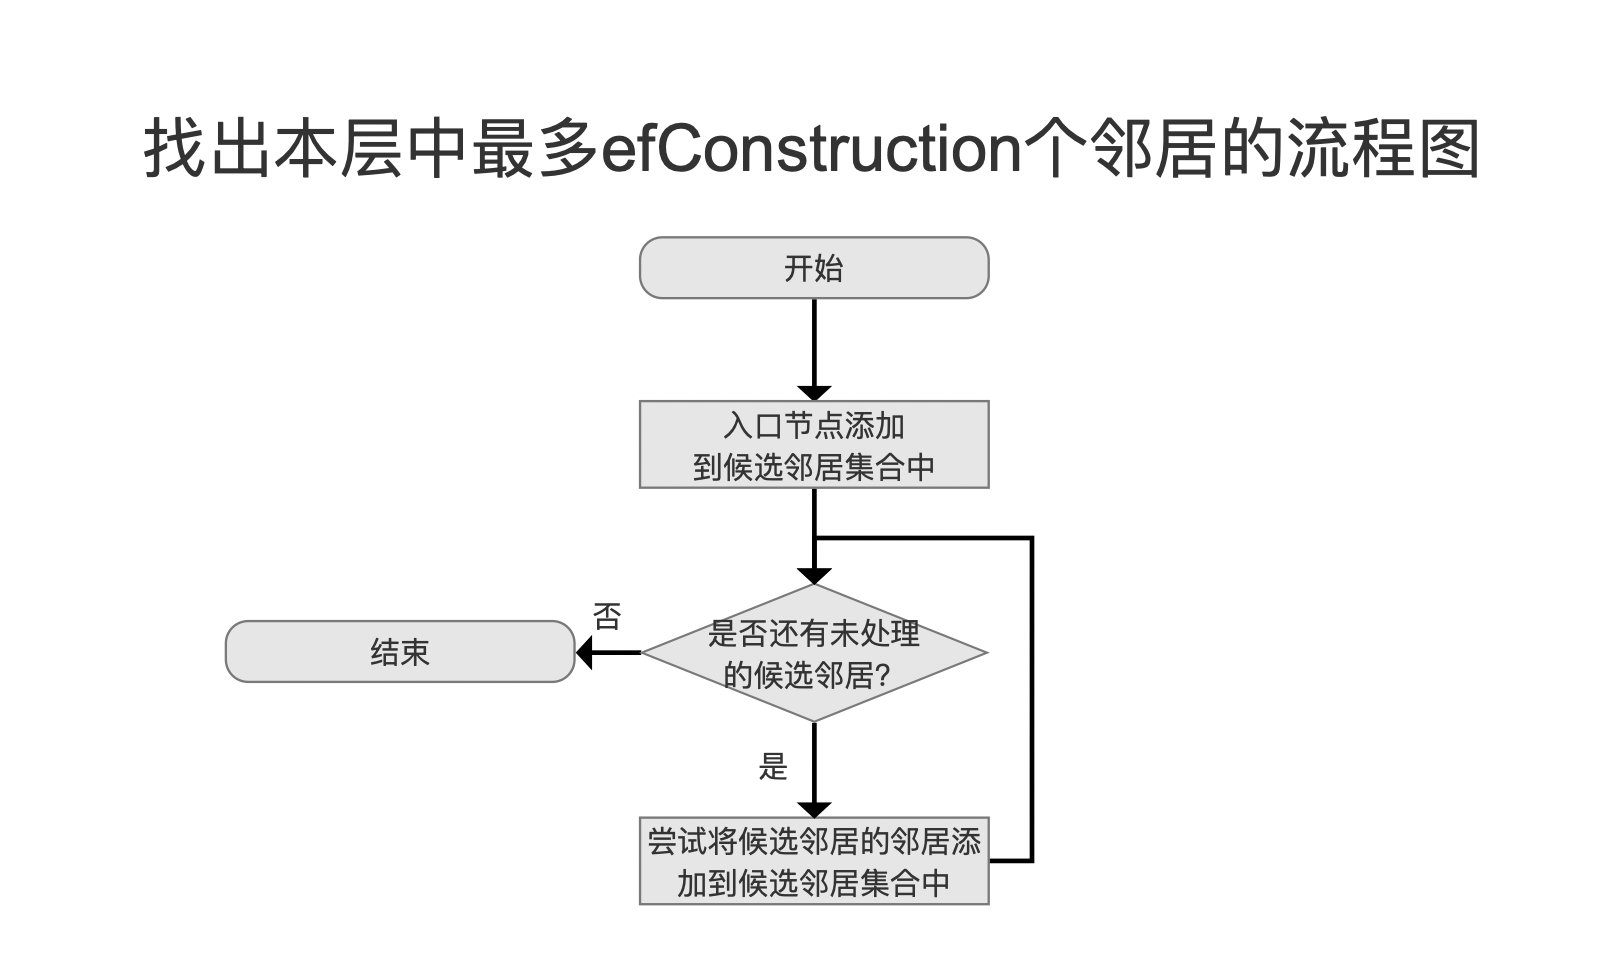 找出本层中最多efConstruction个邻居的流程图
开始
入口节点添加
到候选邻居集合中
否
是否还有未处理
的候选邻居?
结束
是
尝试将候选邻居的邻居添
加到候选邻居集合中